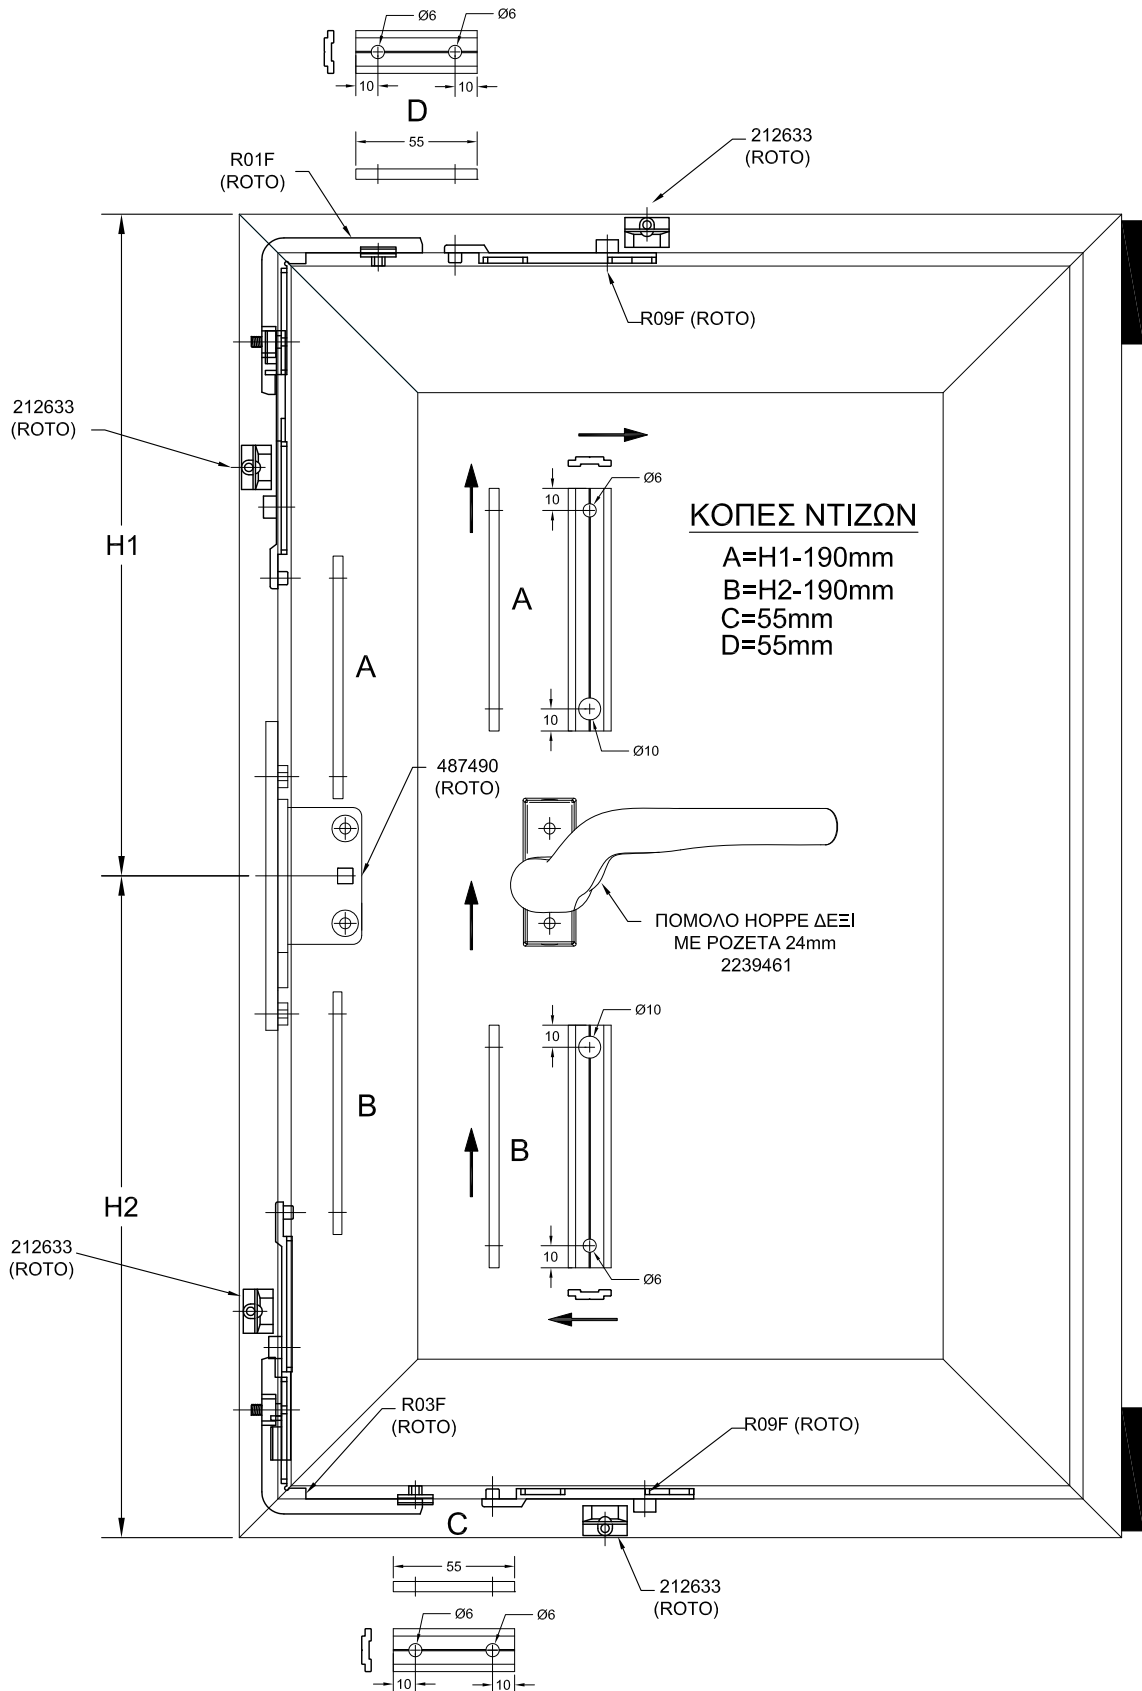 Ø6
Ø6
10
10
D
55
R01F
(ROTO)
212633
(ROTO)
R09F (ROTO)
212633
(ROTO)
H1
10
Ø6
ΚΟΠΕΣ ΝΤΙΖΩΝ
A=H1-190mm
B=H2-190mm
C=55mm
D=55mm
A
A
10
Ø10
487490
(ROTO)
ΠΟΜΟΛΟ HOPPE ΔΕΞΙ
ΜΕ ΡΟΖΕΤΑ 24mm
2239461
10
Ø10
B
B
H2
10
Ø6
212633
(ROTO)
R03F
(ROTO)
R09F (ROTO)
C
55
212633
(ROTO)
Ø6
Ø6
10
10